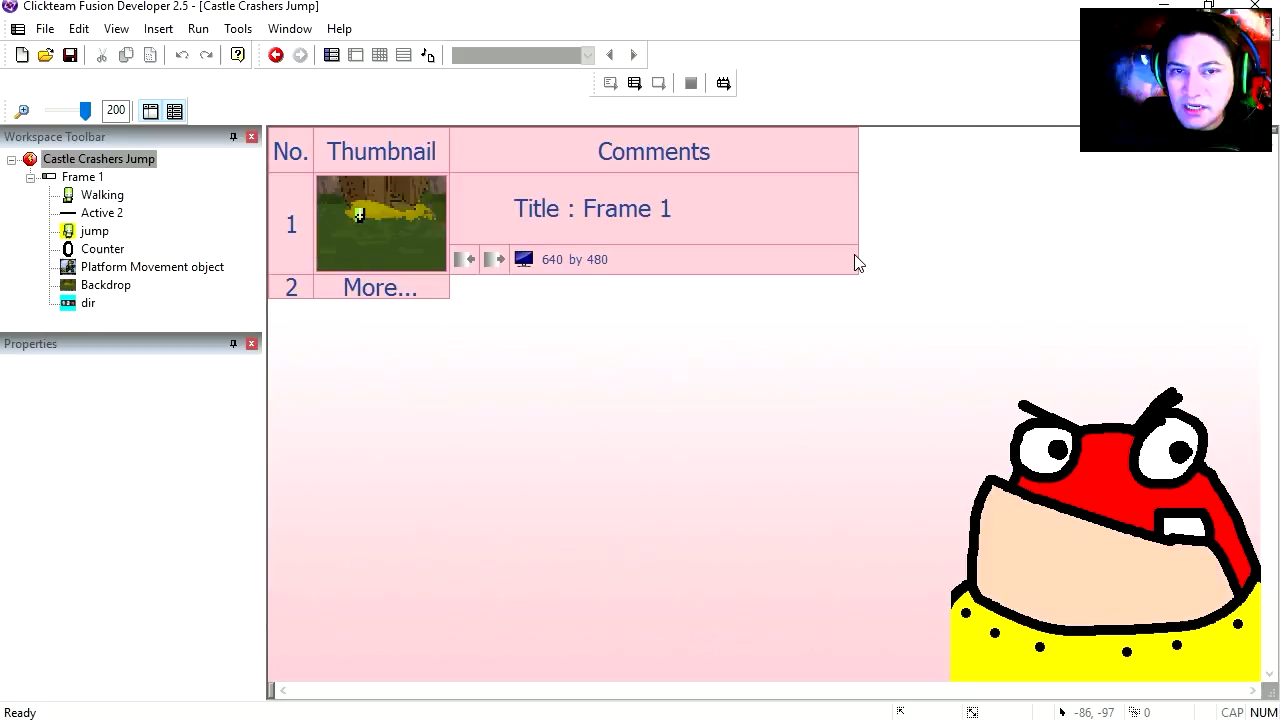 Clickteam Fusion Developer 2.5 - [Castle Crashers Jump]
File Edit View Insert Run Tools Window Help
200
Workspace Toolbar
Castle Crashers Jump
Frame 1
Walking
Active 2
jump
Counter
Platform Movement object
Backdrop
dir
Properties
No. Thumbnail Comments
1 Title : Frame 1
640 by 480
2 More...
Ready -86, -97 0 CAP NUM